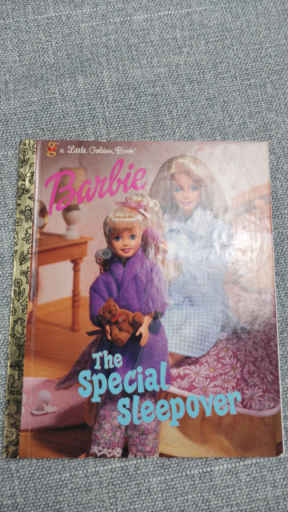 a Little Golden Book®
Barbie
The
Special
Sleepover